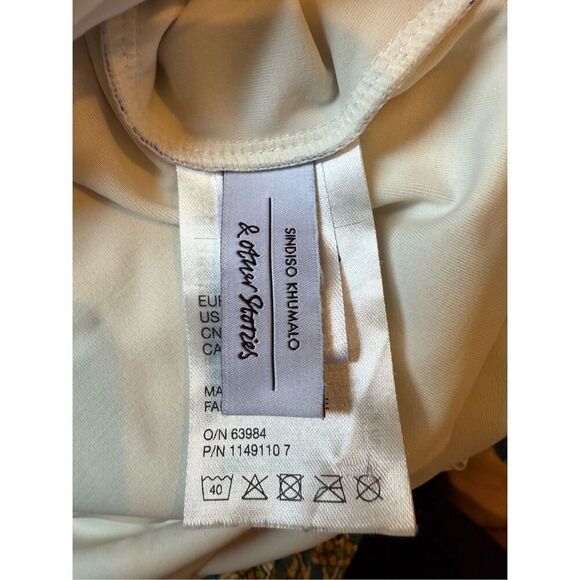 & Other Stories
SINDISO KHUMALO
EUR
US
CN
CA
MA
FA
O/N 63984
P/N 1149110 7
40